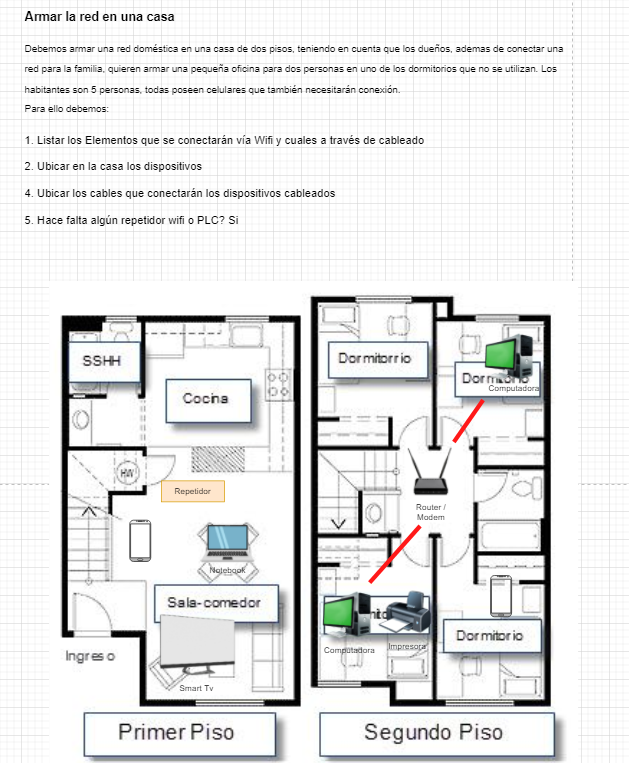 Armar la red en una casa
Debemos armar una red doméstica en una casa de dos pisos, teniendo en cuenta que los dueños, ademas de conectar una
red para la familia, quieren armar una pequeña oficina para dos personas en uno de los dormitorios que no se utilizan. Los
habitantes son 5 personas, todas poseen celulares que también necesitarán conexión.
Para ello debemos:
1. Listar los Elementos que se conectarán vía Wifi y cuales a través de cableado
2. Ubicar en la casa los dispositivos
4. Ubicar los cables que conectarán los dispositivos cableados
5. Hace falta algún repetidor wifi o PLC? Si
SSHH
Cocina
HW
Repetidor
Notebook
Sala-comedor
Ingreso
Smart Tv
Primer Piso
Dormitorrio
Computadora
Router /
Modem
Computadora
Impresora
Dormitorio
Segundo Piso